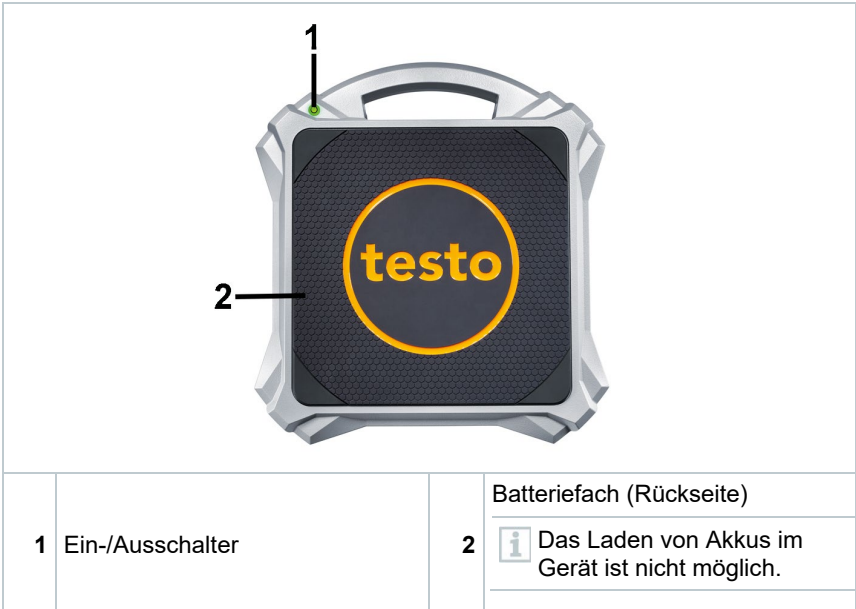 1
testo
2
1 Ein-/Ausschalter
2 Batteriefach (Rückseite)
i Das Laden von Akkus im
Gerät ist nicht möglich.